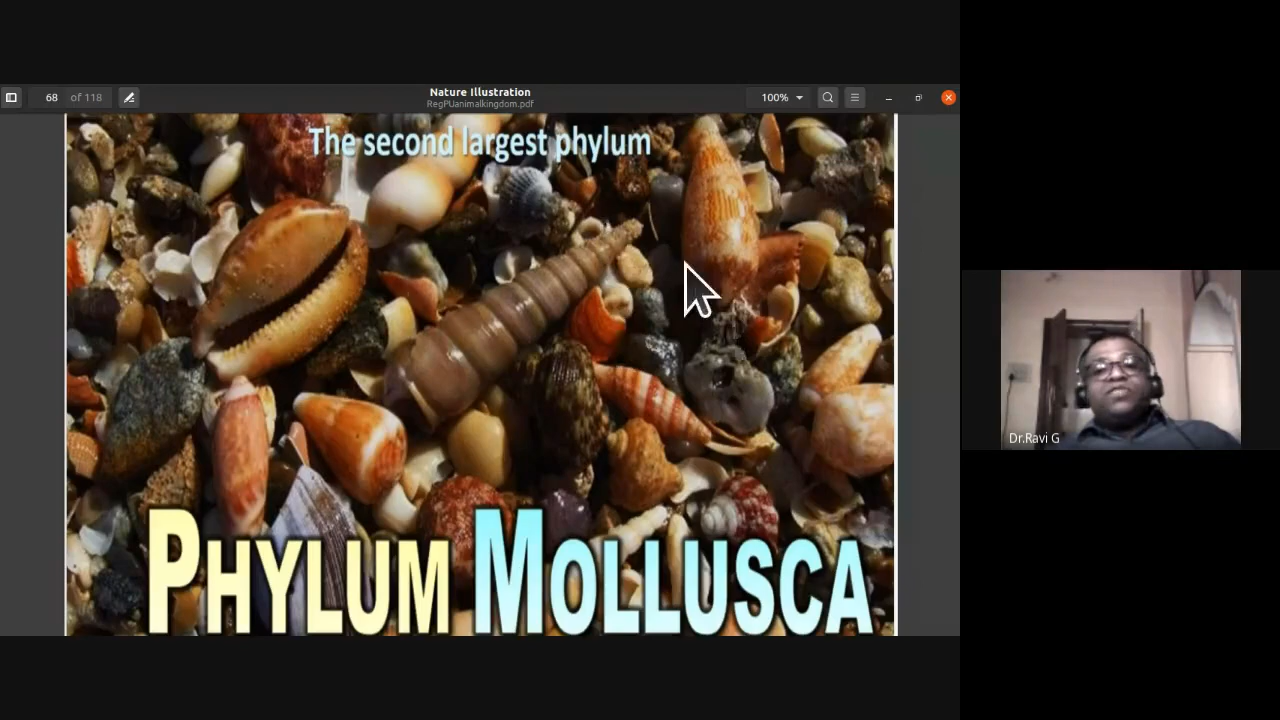 68 of 118
Nature Illustration
RegPUanimalkingdom.pdf
100%
The second largest phylum
PHYLUM MOLLUSCA
Dr.Ravi G